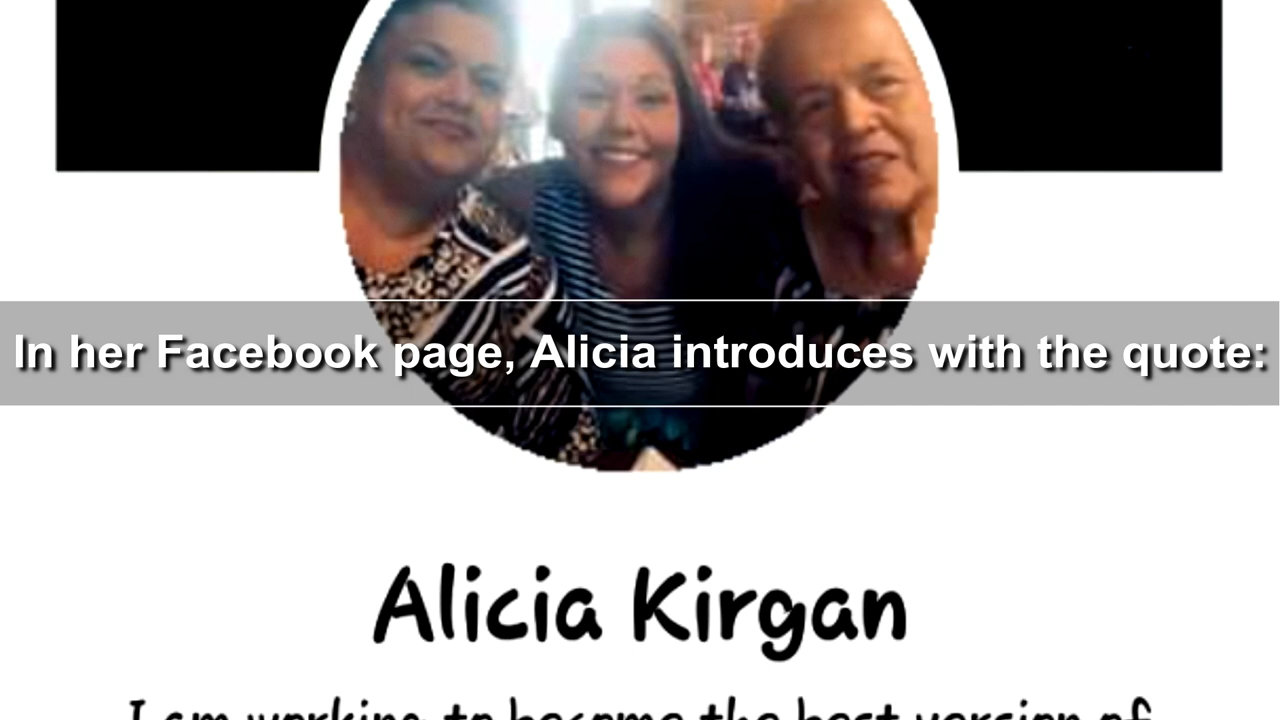 In her Facebook page, Alicia introduces with the quote:
Alicia Kirgan
I am working to become the best version of